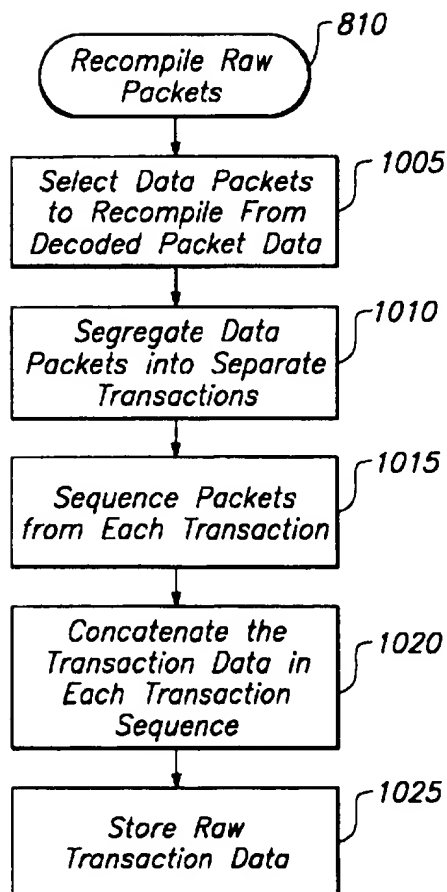 810
Recompile Raw
Packets
1005
Select Data Packets
to Recompile From
Decoded Packet Data
1010
Segregate Data
Packets into Separate
Transactions
1015
Sequence Packets
from Each Transaction
1020
Concatenate the
Transaction Data in
Each Transaction
Sequence
1025
Store Raw
Transaction Data